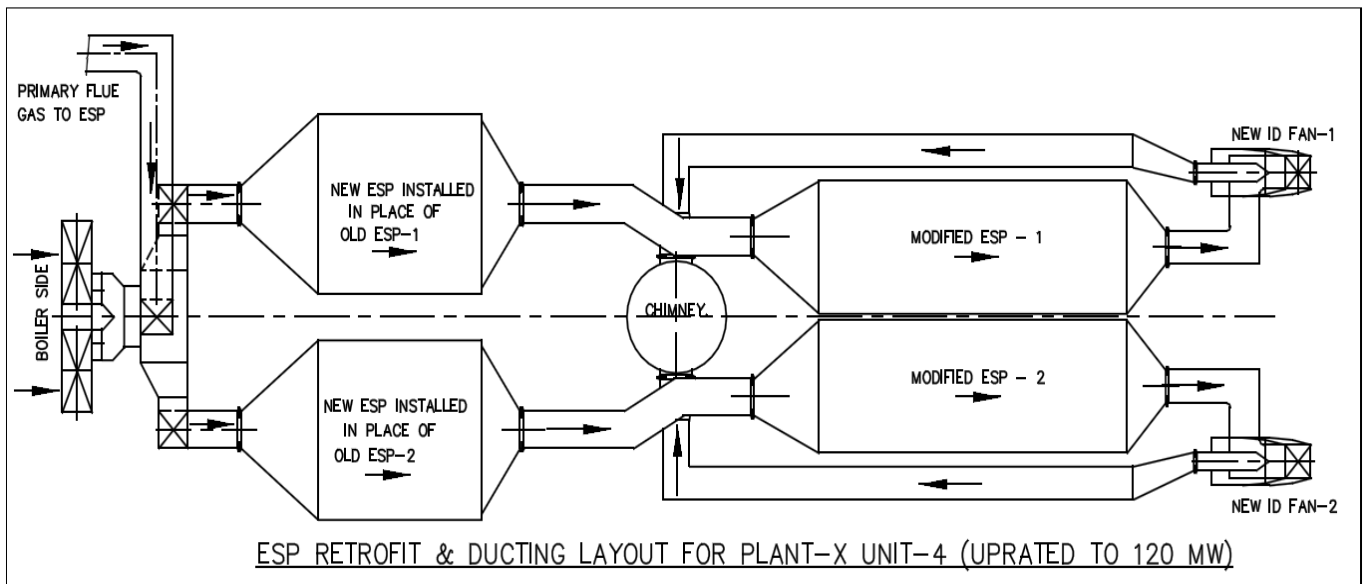 PRIMARY FLUE
GAS TO ESP
BOILER SIDE
NEW ESP INSTALLED
IN PLACE OF
OLD ESP-1
NEW ESP INSTALLED
IN PLACE OF
OLD ESP-2
CHIMNEY.
MODIFIED ESP - 1
MODIFIED ESP - 2
NEW ID FAN-1
NEW ID FAN-2
ESP RETROFIT & DUCTING LAYOUT FOR PLANT-X UNIT-4 (UPRATED TO 120 MW)